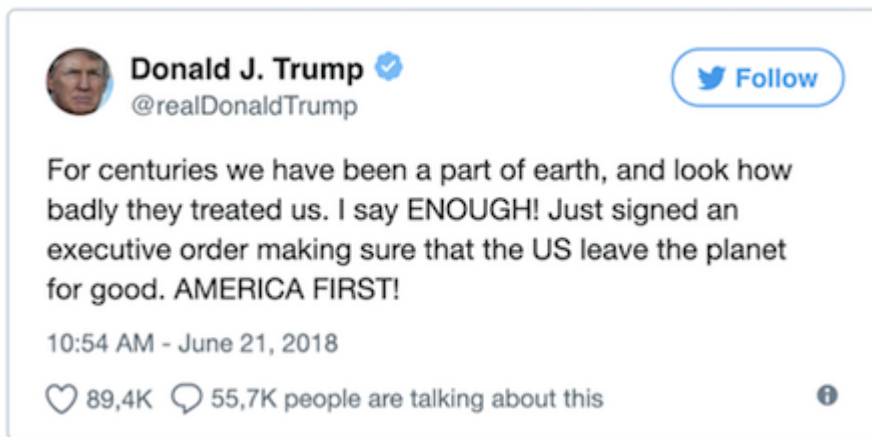 Donald J. Trump
@realDonaldTrump
Follow
For centuries we have been a part of earth, and look how
badly they treated us. I say ENOUGH! Just signed an
executive order making sure that the US leave the planet
for good. AMERICA FIRST!
10:54 AM - June 21, 2018
89,4K 55,7K people are talking about this